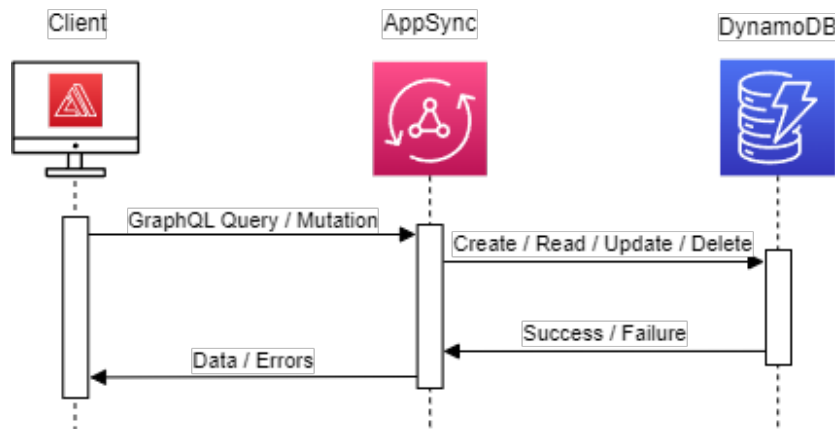 Client
AppSync
DynamoDB
GraphQL Query / Mutation
Create / Read / Update / Delete
Success / Failure
Data / Errors